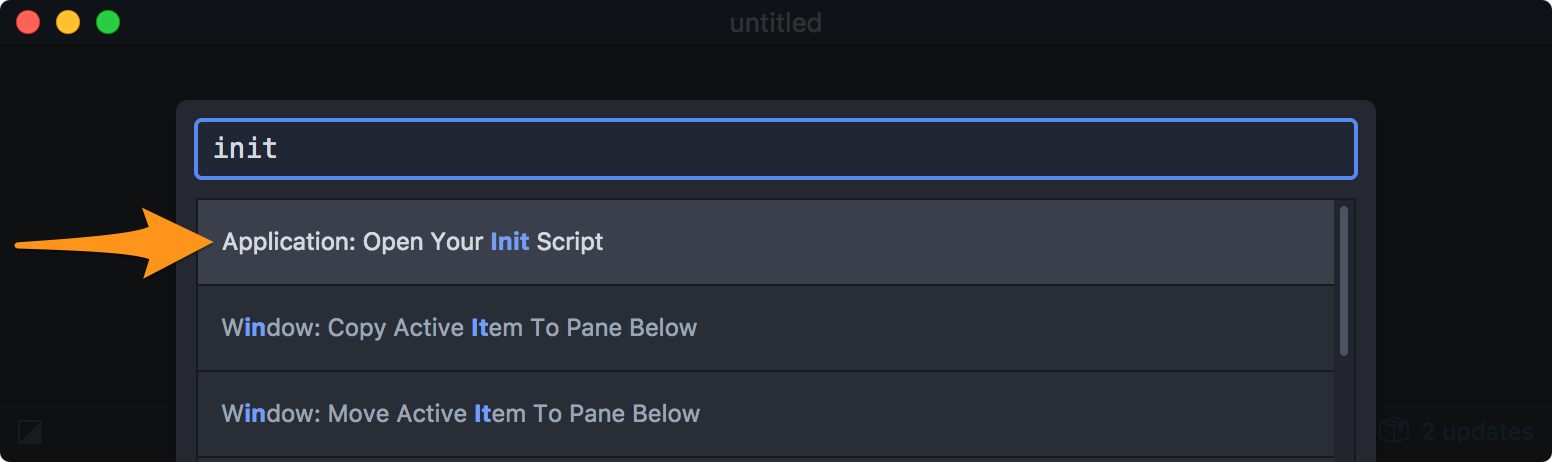 untitled
init
Application: Open Your Init Script
Window: Copy Active Item To Pane Below
Window: Move Active Item To Pane Below
2 updates